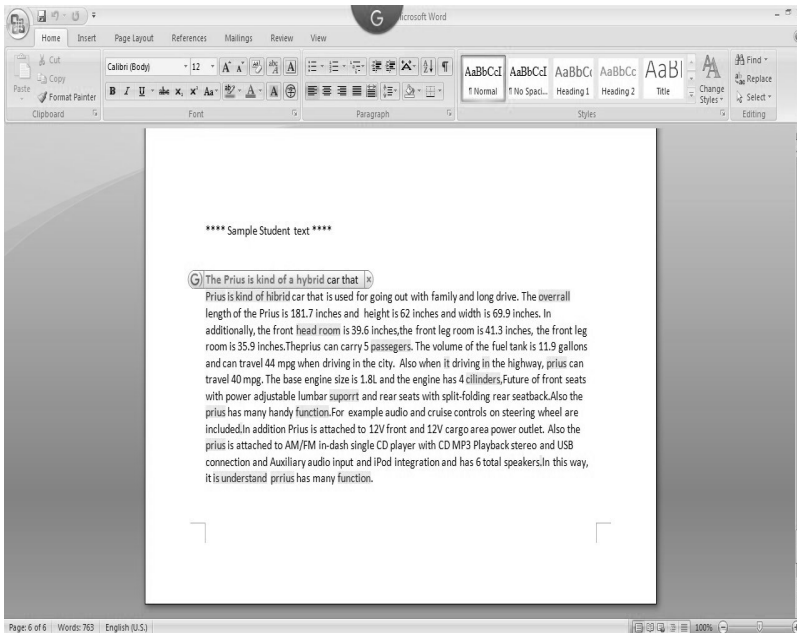 G icrosoft Word
Home Insert Page Layout References Mailings Review View
Cut
Copy
Format Painter
Paste
Clipboard
Calibri (Body) 12
Font
Paragraph
AaBbCcI AaBbCcI AaBbCc AaBbCc AaBl
¶ Normal ¶ No Spaci... Heading 1 Heading 2 Title
Change Styles
Styles
Find
Replace
Select
Editing
**** Sample Student text ****
G The Prius is kind of a hybrid car that x
Prius is kind of hibrid car that is used for going out with family and long drive. The overrall
length of the Prius is 181.7 inches and height is 62 inches and width is 69.9 inches. In
additionally, the front head room is 39.6 inches,the front leg room is 41.3 inches, the front leg
room is 35.9 inches.Theprius can carry 5 passegers. The volume of the fuel tank is 11.9 gallons
and can travel 44 mpg when driving in the city. Also when it driving in the highway, prius can
travel 40 mpg. The base engine size is 1.8L and the engine has 4 cilinders,Future of front seats
with power adjustable lumbar suporrt and rear seats with split-folding rear seatback.Also the
prius has many handy function.For example audio and cruise controls on steering wheel are
included.In addition Prius is attached to 12V front and 12V cargo area power outlet. Also the
prius is attached to AM/FM in-dash single CD player with CD MP3 Playback stereo and USB
connection and Auxiliary audio input and iPod integration and has 6 total speakers.In this way,
it is understand prrius has many function.
Page: 6 of 6 Words: 763 English (U.S.) 100%